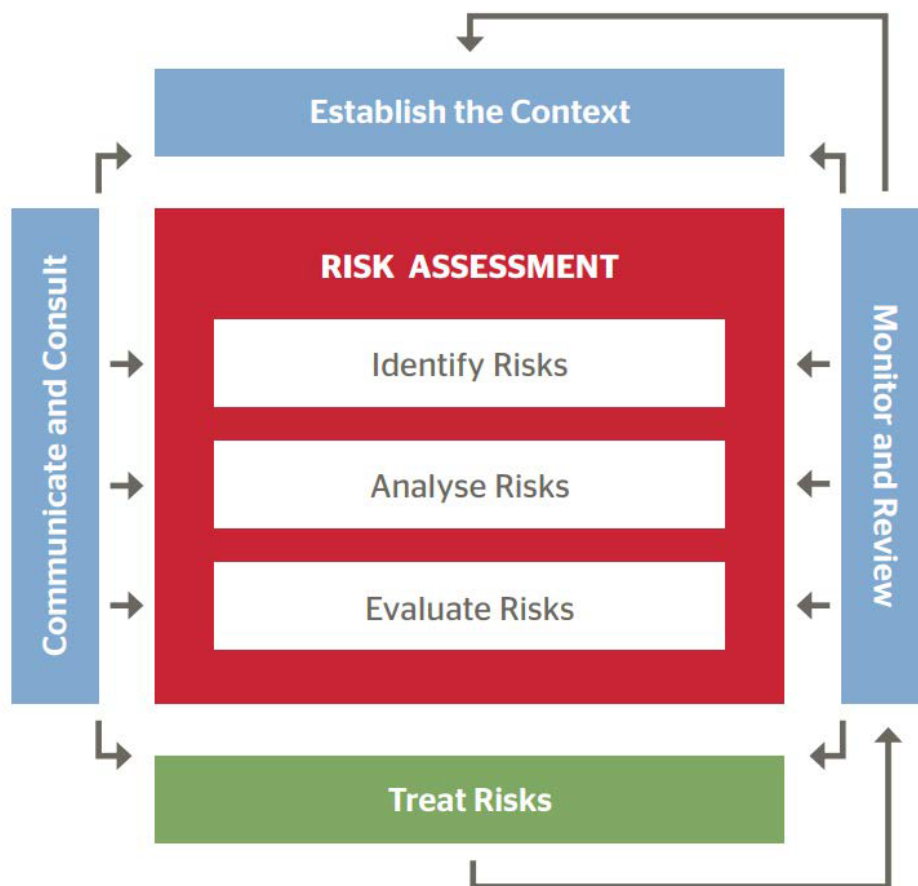 Establish the Context
Communicate and Consult
RISK ASSESSMENT
Identify Risks
Analyse Risks
Evaluate Risks
Monitor and Review
Treat Risks